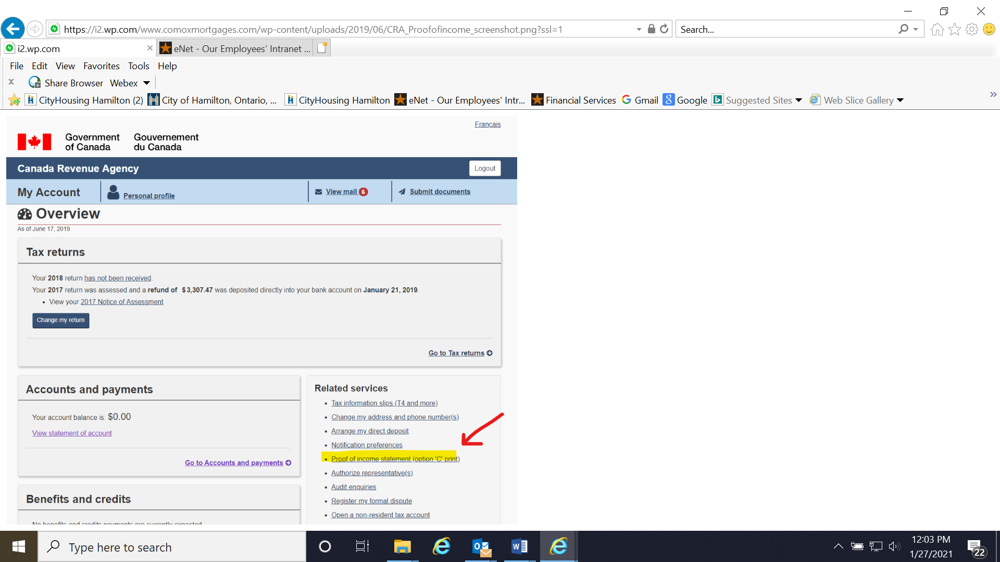 https://i2.wp.com/www.comoxmortgages.com/wp-content/uploads/2019/06/CRA_Proofofincome_screenshot.png?ssl=1
Search...
i2.wp.com
eNet - Our Employees' Intranet ...
File Edit View Favorites Tools Help
x Share Browser Webex
CityHousing Hamilton (2) City of Hamilton, Ontario, ... CityHousing Hamilton eNet - Our Employees' Intr... Financial Services Gmail Google Suggested Sites Web Slice Gallery
Français
Government of Canada
Gouvernement du Canada
Canada Revenue Agency
Logout
My Account
Personal profile
View mail 6
Submit documents
Overview
As of June 17, 2019
Tax returns
Your 2018 return has not been received.
Your 2017 return was assessed and a refund of $3,307.47 was deposited directly into your bank account on January 21, 2019.
• View your 2017 Notice of Assessment
Change my return
Go to Tax returns
Accounts and payments
Your account balance is: $0.00
View statement of account
Go to Accounts and payments
Benefits and credits
No benefits and credits payments are currently expected
Related services
• Tax information slips (T4 and more)
• Change my address and phone number(s)
• Arrange my direct deposit
• Notification preferences
• Proof of income statement (option 'C' print)
• Authorize representative(s)
• Audit enquiries
• Register my formal dispute
• Open a non-resident tax account
Type here to search
12:03 PM
1/27/2021
22